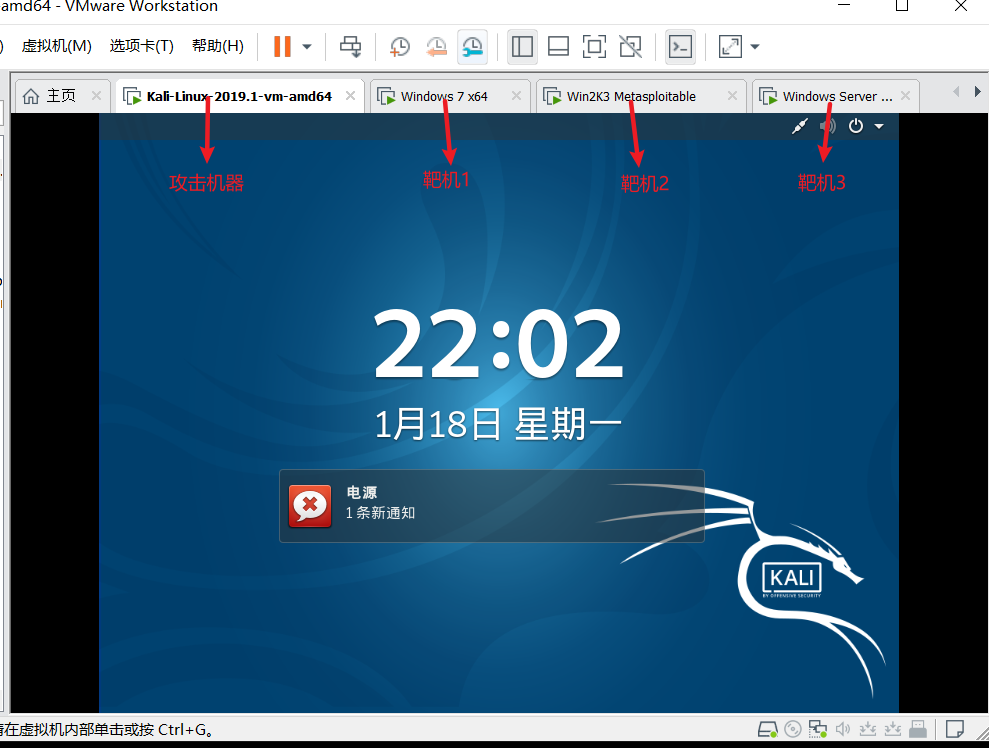 amd64 - VMware Workstation
虚拟机(M) 选项卡(T) 帮助(H)
主页 Kali-Linux-2019.1-vm-amd64 Windows 7 x64 Win2K3 Metasploitable Windows Server ...
攻击机器 靶机1 靶机2 靶机3
22:02
1月18日 星期一
电源
1 条新通知
KALI
BY OFFENSIVE SECURITY
在虚拟机内部单击或按 Ctrl+G。